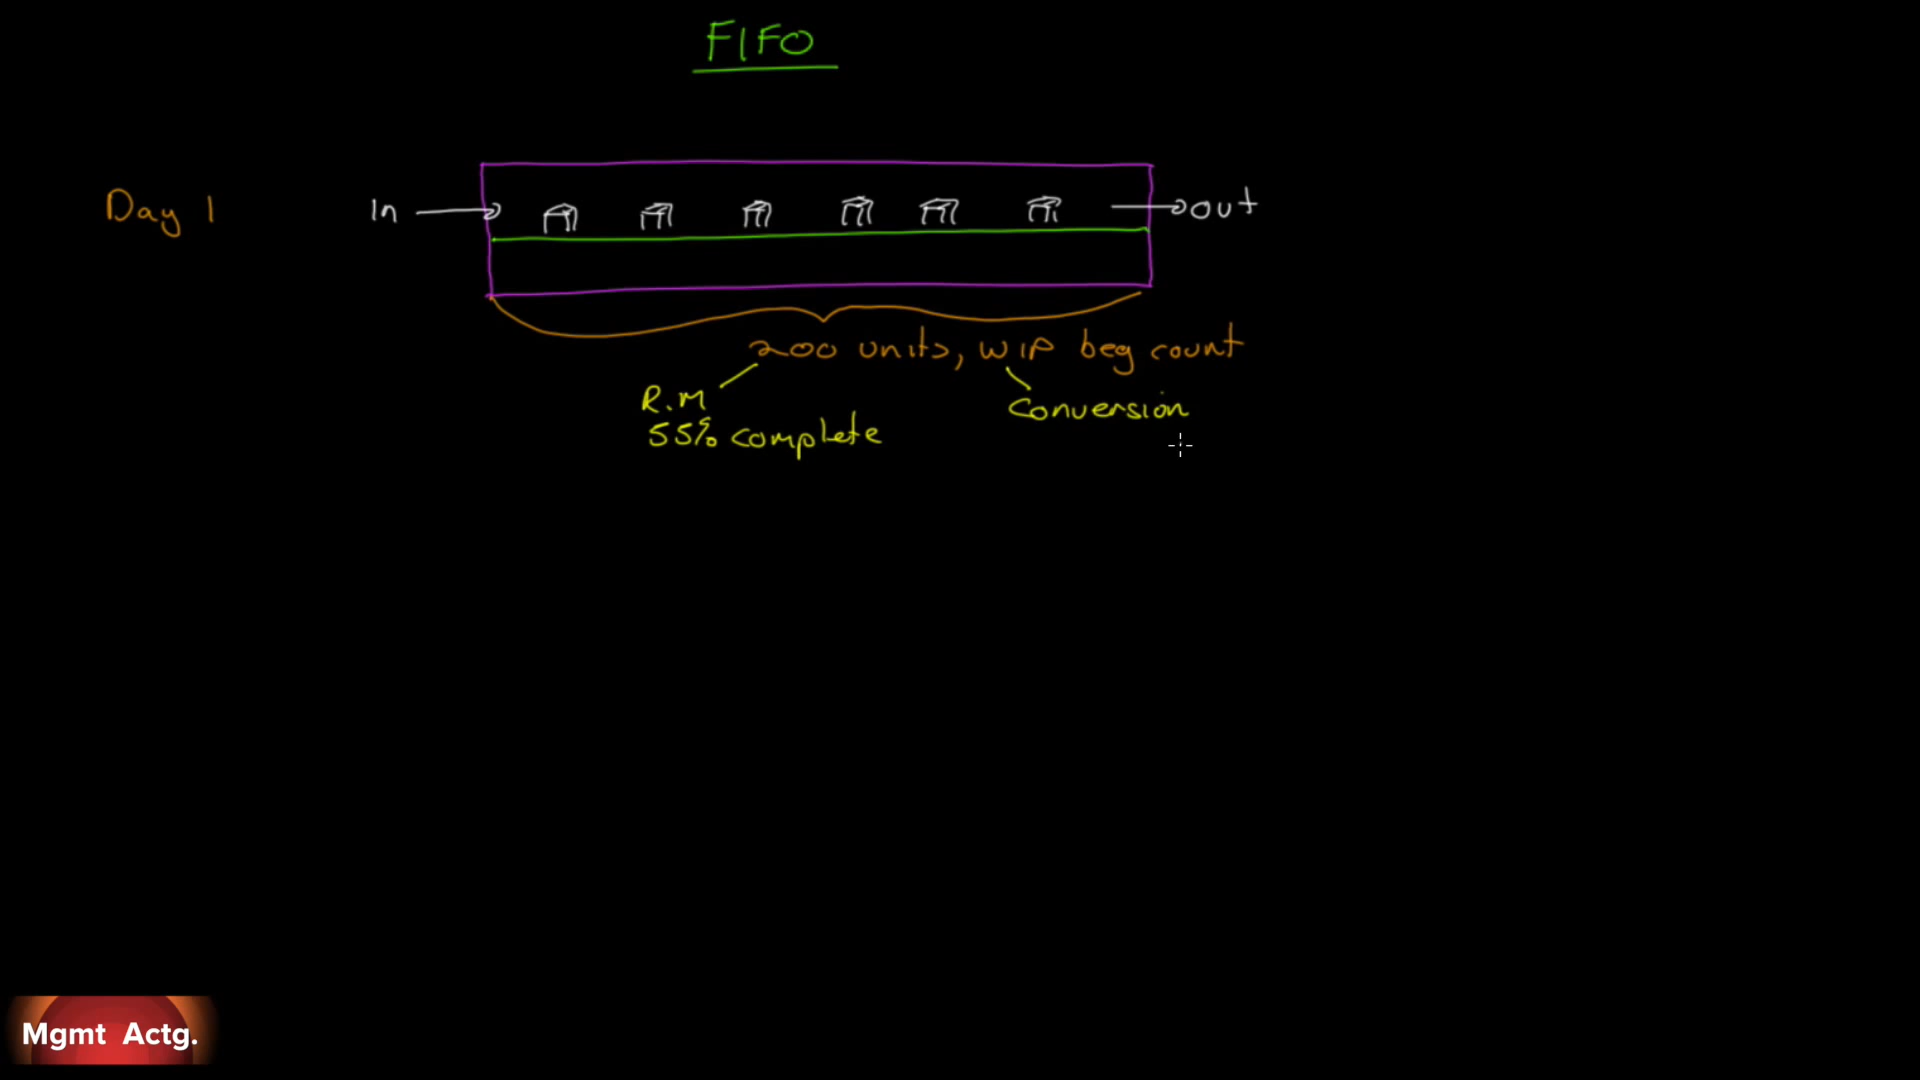 FIFO
Day 1
In
out
200 units, WIP beg count
R.M
55% complete
Conversion
Mgmt Actg.